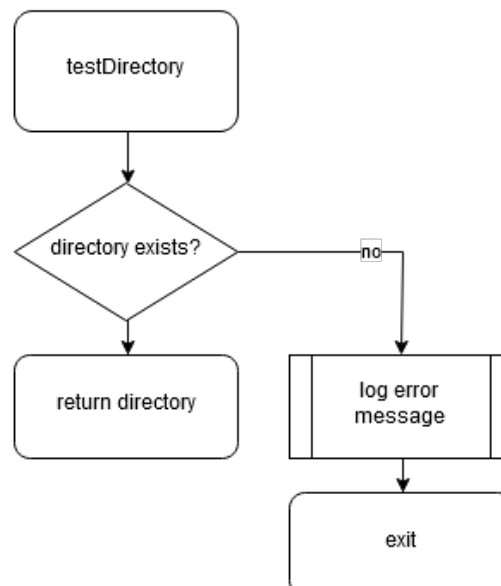 testDirectory
directory exists?
no
return directory
log error
message
exit